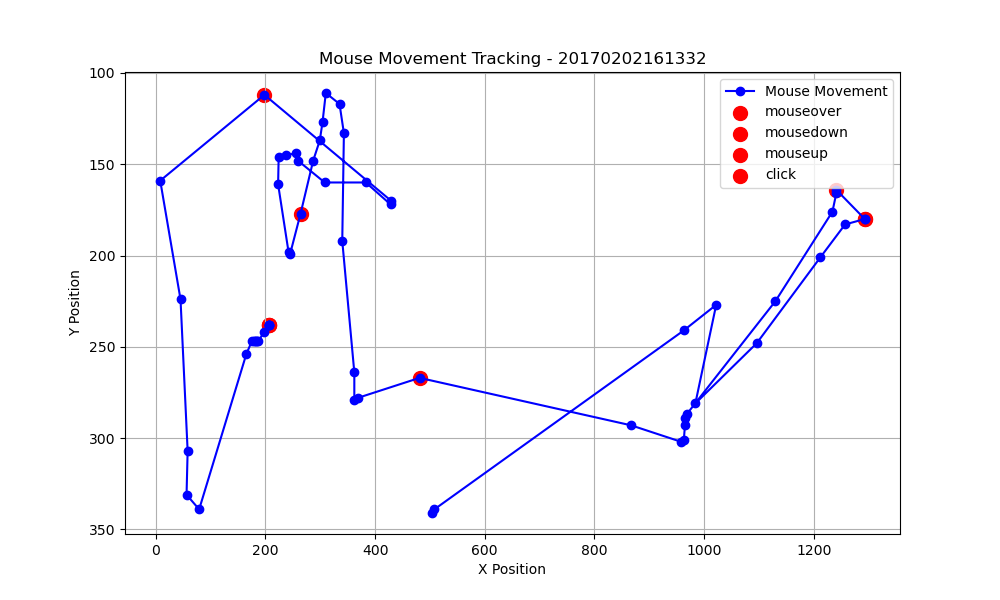 Mouse Movement Tracking - 20170202161332
Mouse Movement
mouseover
mousedown
mouseup
click
100
150
200
250
300
350
Y Position
0
200
400
600
800
1000
1200
X Position